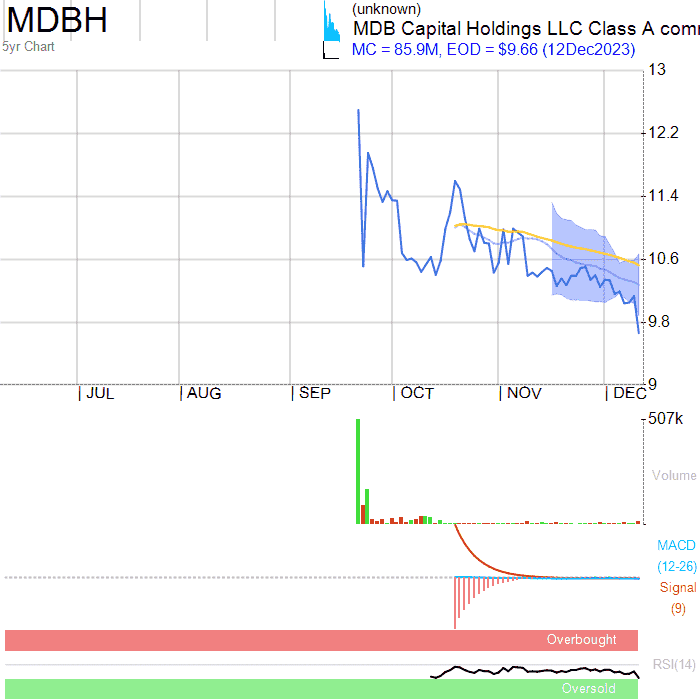 MDBH
5yr Chart
(unknown)
MDB Capital Holdings LLC Class A com
MC = 85.9M, EOD = $9.66 (12Dec2023)
13
12.2
11.4
10.6
9.8
9
JUL
AUG
SEP
OCT
NOV
DEC
507k
Volume
MACD
(12-26)
Signal
(9)
Overbought
RSI(14)
Oversold